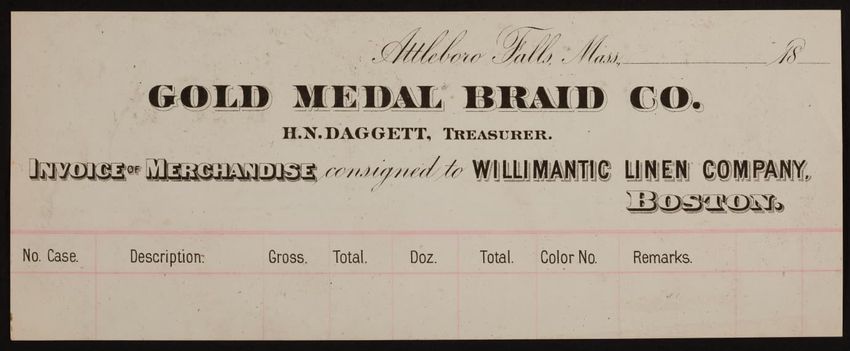 Attleboro Falls, Mass., 18
GOLD MEDAL BRAID CO.
H.N. DAGGETT, TREASURER.
INVOICE OF MERCHANDISE consigned to WILLIMANTIC LINEN COMPANY,
BOSTON.
No. Case. Description. Gross. Total. Doz. Total. Color No. Remarks.